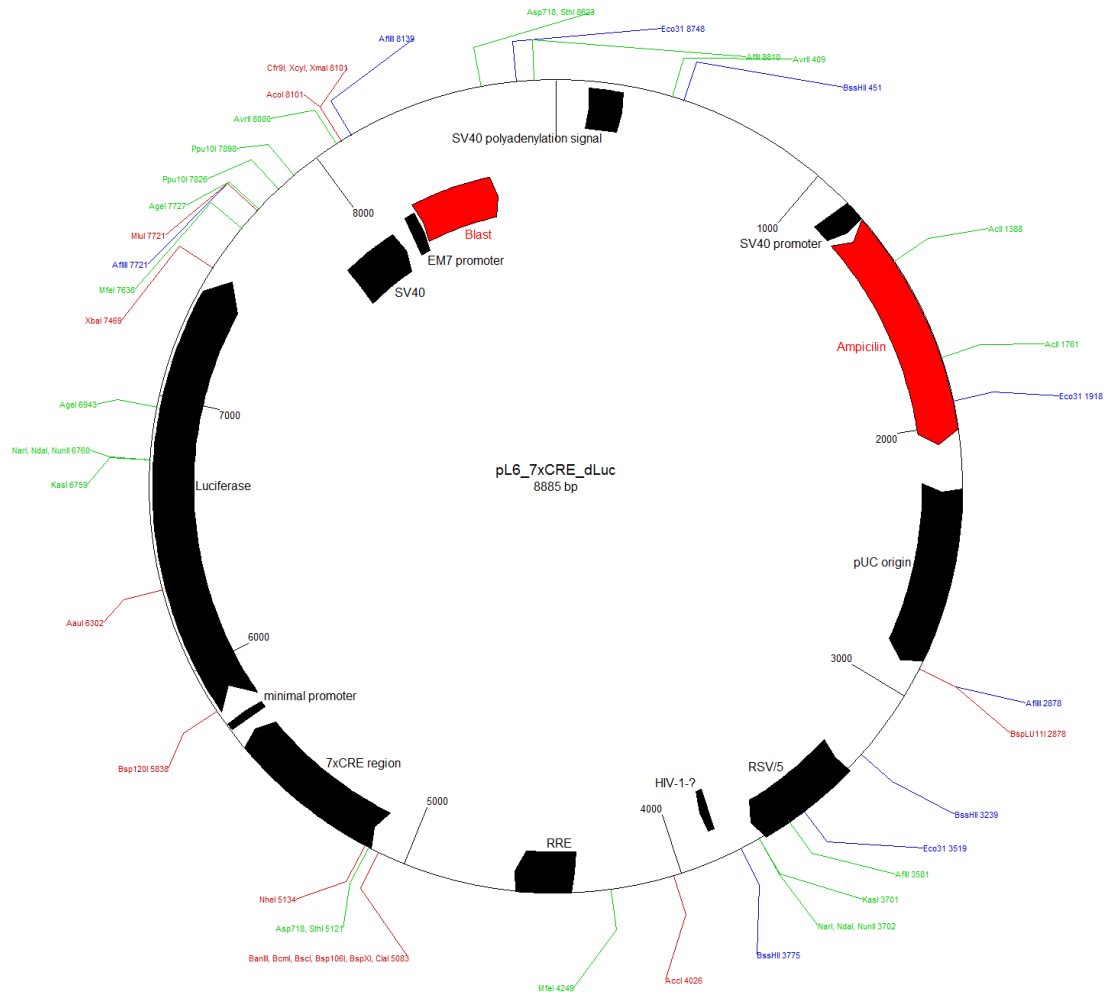 Asp718, SthI 8623
Eco31 8748
AflIII 8139
AflII 8810
AvrII 409
Cfr9I, XcyI, XmaI 8101
BssHII 451
AcoI 8101
AvrII 8080
SV40 polyadenylation signal
Ppu10I 7898
Ppu10I 7826
8000
AgeI 7727
1000
AclI 1388
MluI 7721
Blast
SV40 promoter
EM7 promoter
AflIII 7721
MfeI 7638
SV40
XbaI 7469
Ampicilin
AclI 1761
Eco31 1918
AgeI 6943
7000
2000
NarI, NdaI, NunII 6760
pL6_7xCRE_dLuc
KasI 6759
Luciferase
8885 bp
pUC origin
AauI 6302
6000
3000
minimal promoter
AflIII 2878
BspLU11I 2878
Bsp120I 5838
7xCRE region
RSV/5
HIV-1-?
5000
4000
BssHII 3239
RRE
Eco31 3519
AflII 3581
NheI 5134
KasI 3701
Asp718, SthI 5121
NarI, NdaI, NunII 3702
BanIII, BcmI, BscI, Bsp106I, BspXI, ClaI 5083
BssHII 3775
MfeI 4249
AccI 4026